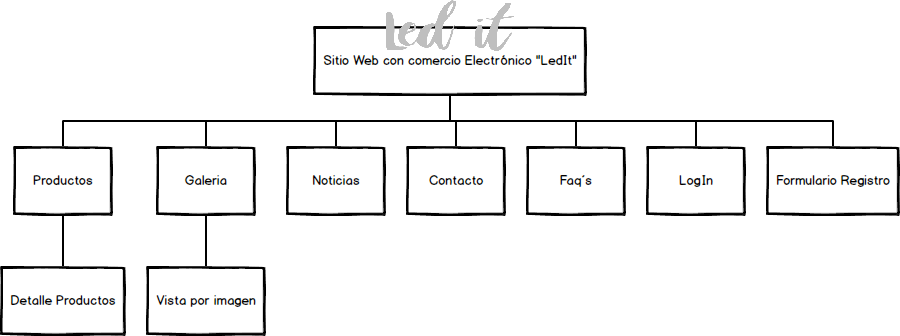 Led it
Sitio Web con comercio Electrónico "LedIt"
Productos
Galeria
Noticias
Contacto
Faq´s
LogIn
Formulario Registro
Detalle Productos
Vista por imagen